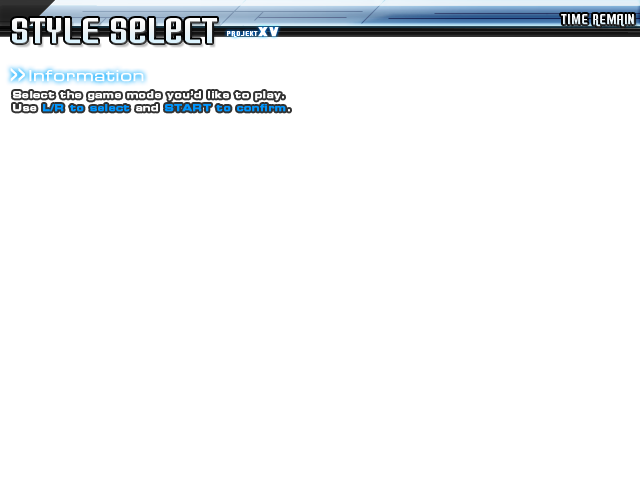 STYLE SELECT PROJEKT XV TIME REMAIN
Information
Select the game mode you'd like to play.
Use L/R to select and START to confirm.